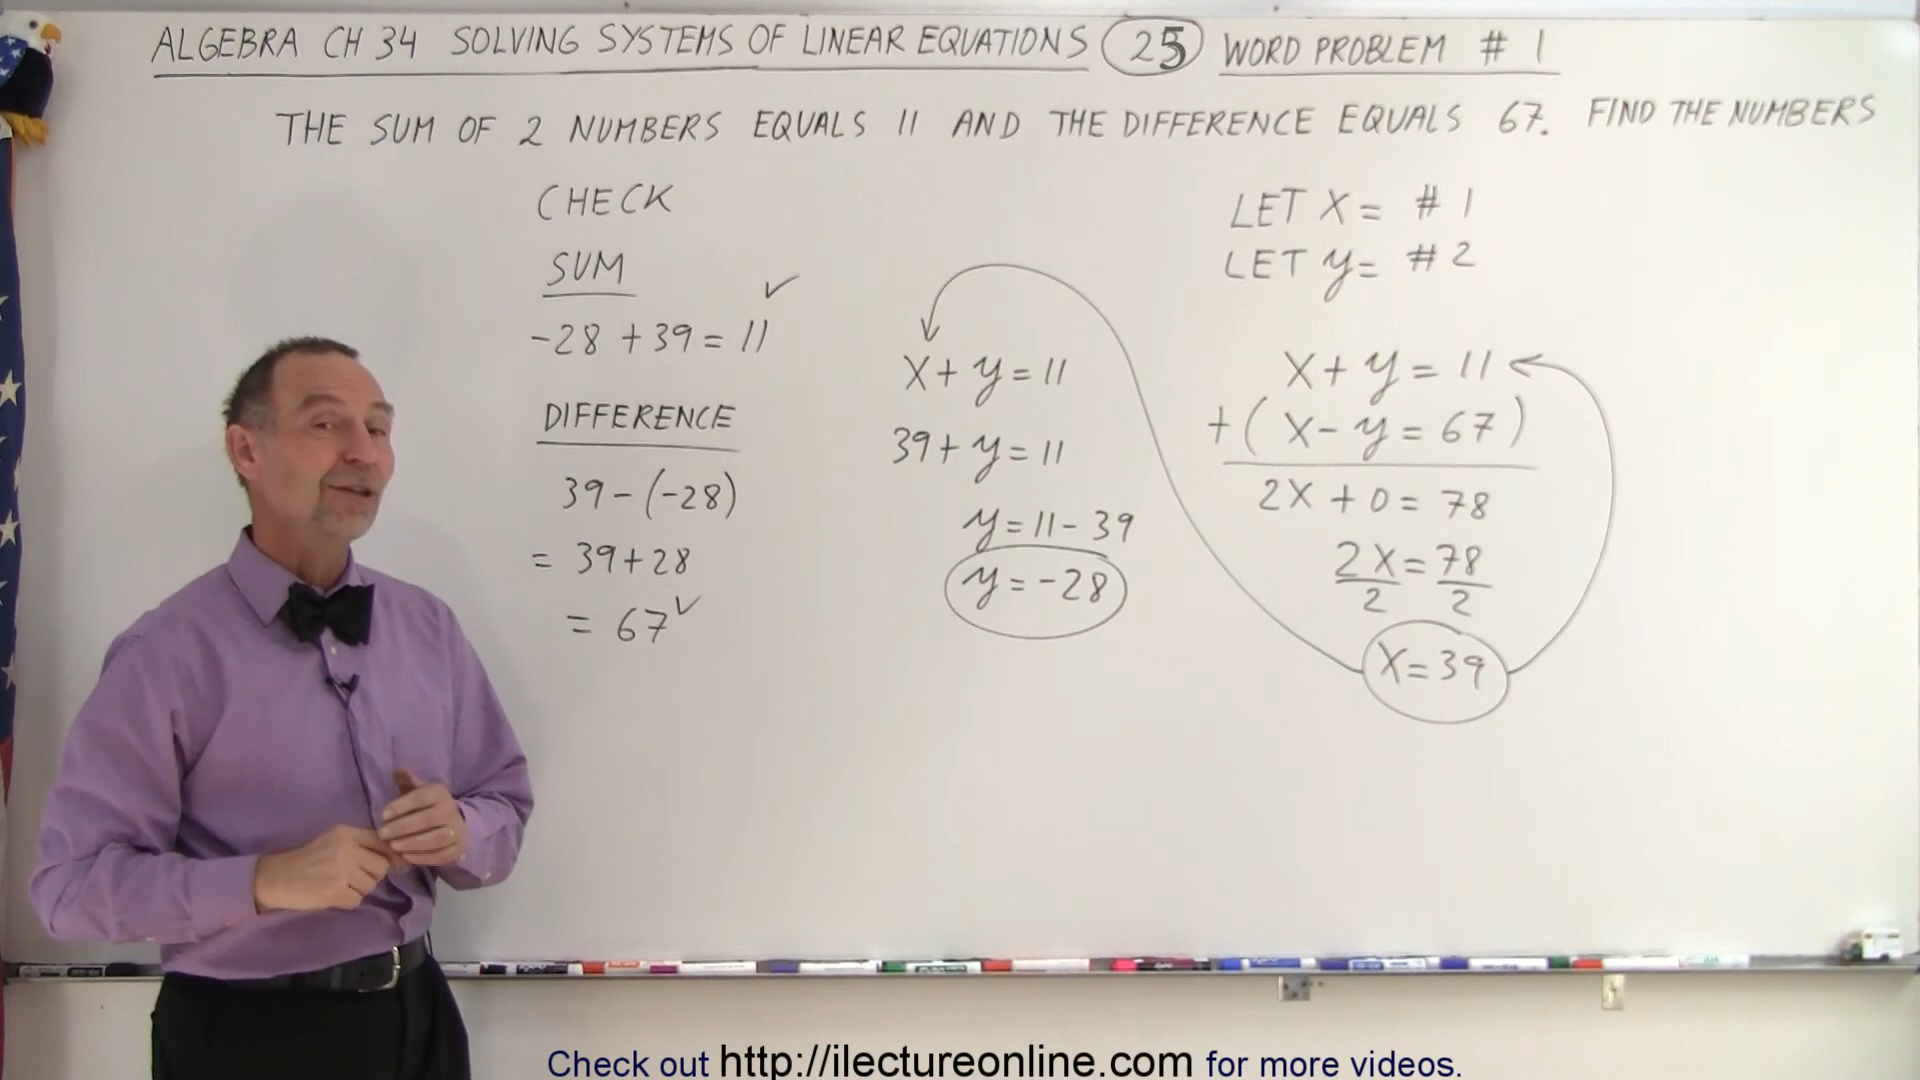 ALGEBRA CH 34 SOLVING SYSTEMS OF LINEAR EQUATIONS 25 WORD PROBLEM # 1
THE SUM OF 2 NUMBERS EQUALS 11 AND THE DIFFERENCE EQUALS 67. FIND THE NUMBERS
CHECK
SUM
-28 + 39 = 11 ✓
DIFFERENCE
39 - (-28)
= 39 + 28
= 67 ✓
x + y = 11
39 + y = 11
y = 11 - 39
y = -28
LET X = # 1
LET y = # 2
X + y = 11
+ ( X - y = 67 )
2X + 0 = 78
2X = 78
2 2
X = 39
Check out http://ilectureonline.com for more videos.